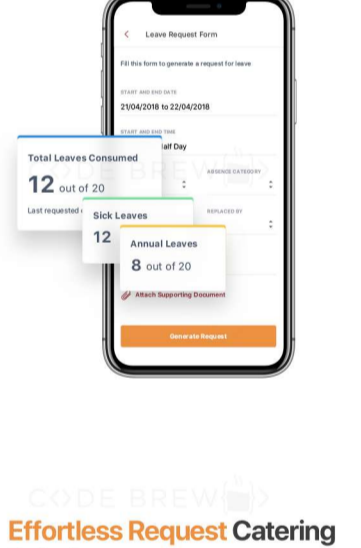 Leave Request Form
Fill this form to generate a request for leave
START AND END DATE
21/04/2018 to 22/04/2018
START AND END TIME
alf Day
Total Leaves Consumed
12 out of 20
Last requested
ABSENCE CATEGORY
REPLACED BY
Sick Leaves
12
Annual Leaves
8 out of 20
Attach Supporting Document
Generate Request
CODE BREW
CODE BREW
Effortless Request Catering